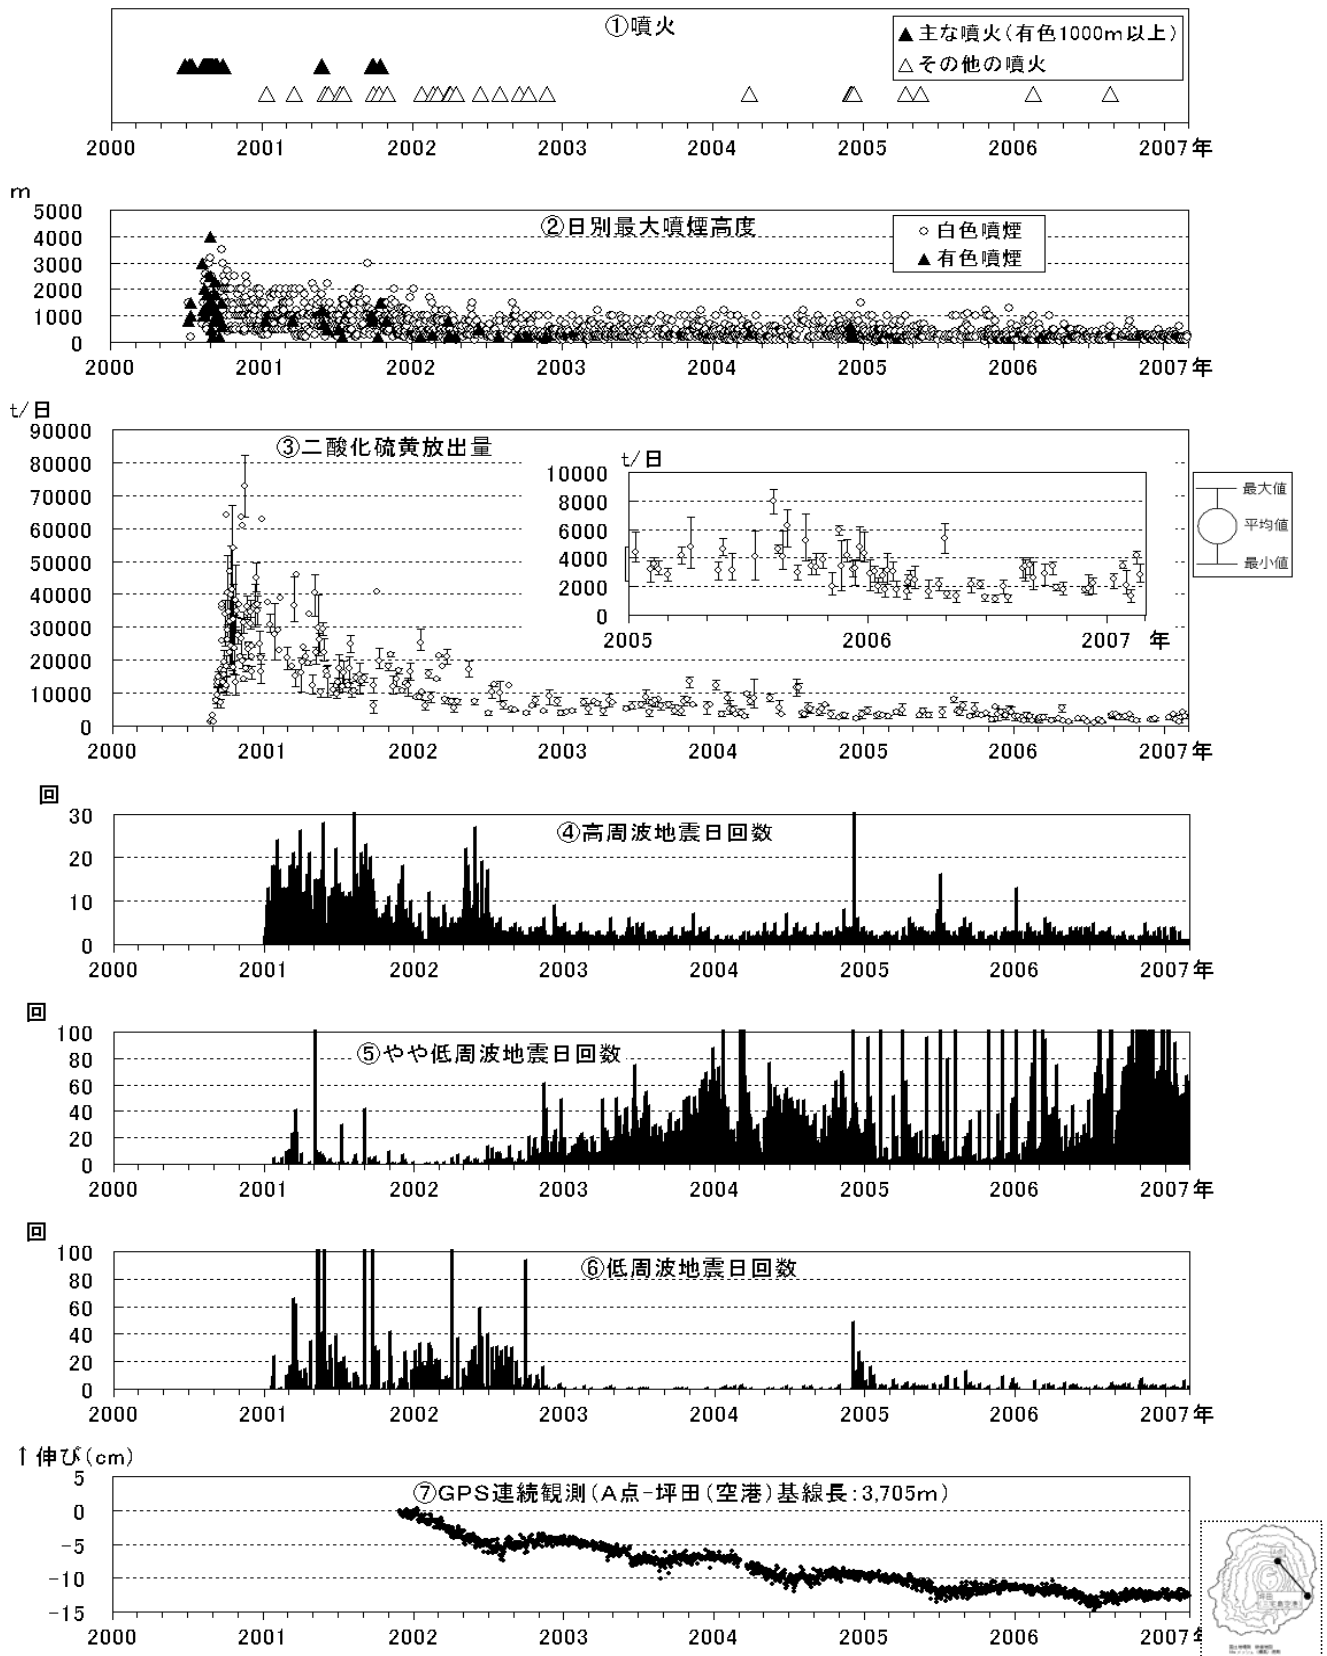 ①噴火
▲主な噴火(有色1000m以上)
△その他の噴火
2000 2001 2002 2003 2004 2005 2006 2007年
m
②日別最大噴煙高度
○ 白色噴煙
▲ 有色噴煙
5000
4000
3000
2000
1000
0
2000 2001 2002 2003 2004 2005 2006 2007年
t/日
③二酸化硫黄放出量
90000
80000
70000
60000
50000
40000
30000
20000
10000
0
t/日
10000
8000
6000
4000
2000
0
2005 2006 2007 年
最大値
平均値
最小値
2000 2001 2002 2003 2004 2005 2006 2007年
回
④高周波地震日回数
30
20
10
0
2000 2001 2002 2003 2004 2005 2006 2007年
回
⑤やや低周波地震日回数
100
80
60
40
20
0
2000 2001 2002 2003 2004 2005 2006 2007年
回
⑥低周波地震日回数
100
80
60
40
20
0
2000 2001 2002 2003 2004 2005 2006 2007年
↑伸び(cm)
⑦GPS連続観測(A点-坪田(空港)基線長:3,705m)
5
0
-5
-10
-15
2000 2001 2002 2003 2004 2005 2006 2007年